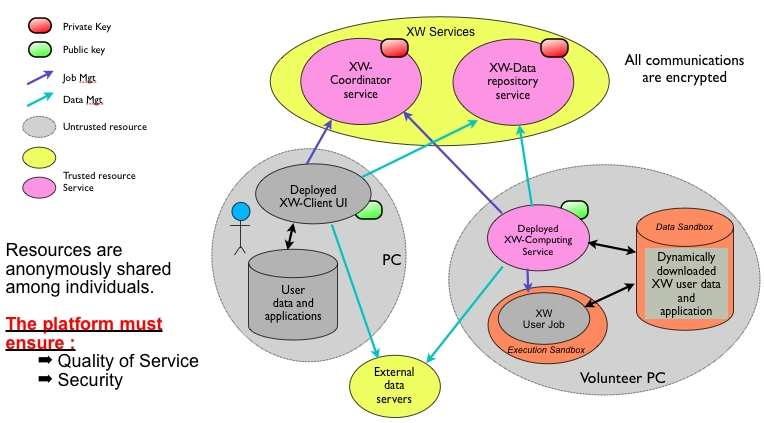 Private Key
Public key
Job Mgt
Data Mgt
Untrusted resource
Trusted resource
Service
Resources are
anonymously shared
among individuals.
The platform must
ensure :
➡ Quality of Service
➡ Security
XW Services
XW-
Coordinator
service
XW-Data
repository
service
All communications
are encrypted
Deployed
XW-Client UI
PC
User
data and
applications
External
data
servers
Deployed
XW-Computing
Service
XW
User Job
Execution Sandbox
Data Sandbox
Dynamically
downloaded
XW user data
and
application
Volunteer PC